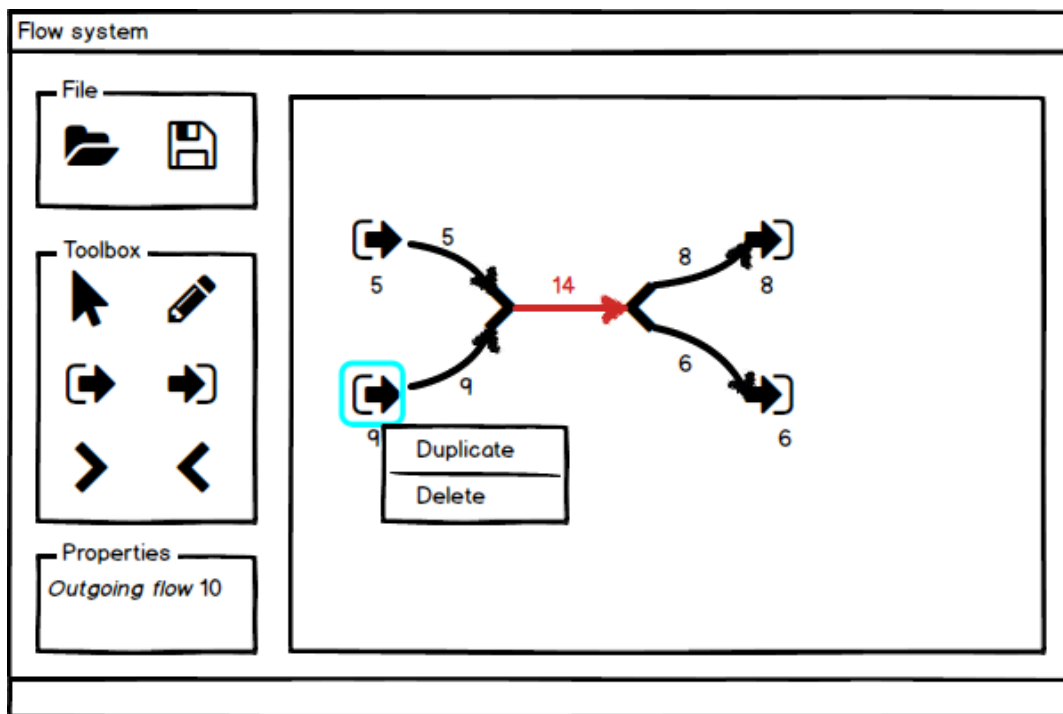 Flow system
File
Toolbox
Properties
Outgoing flow 10
5
5
14
8
8
9
9
6
6
Duplicate
Delete